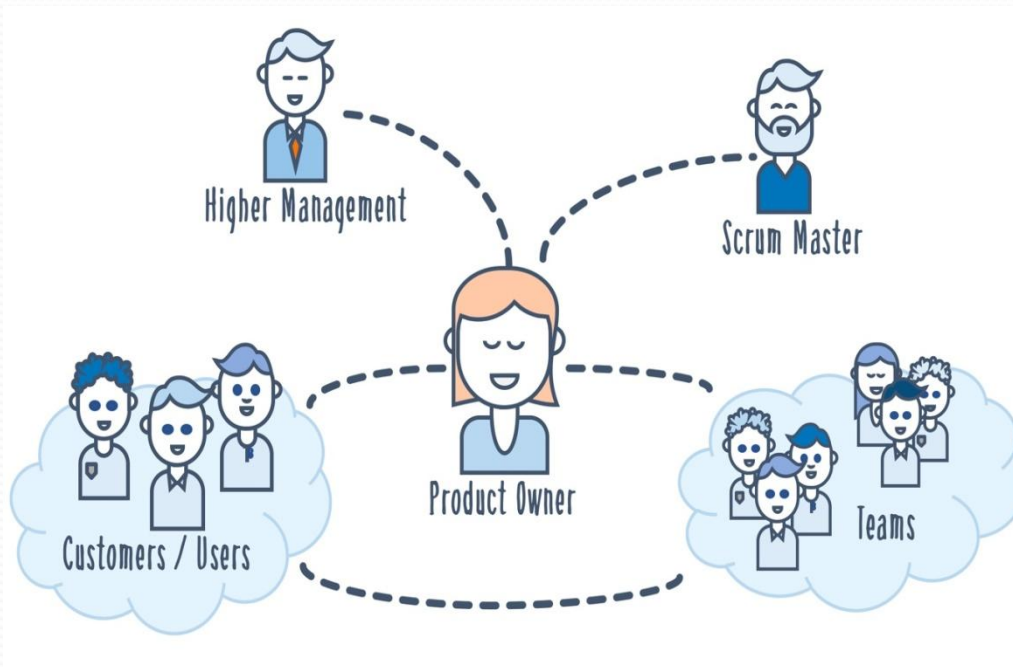 Higher Management
Scrum Master
Product Owner
Customers / Users
Teams